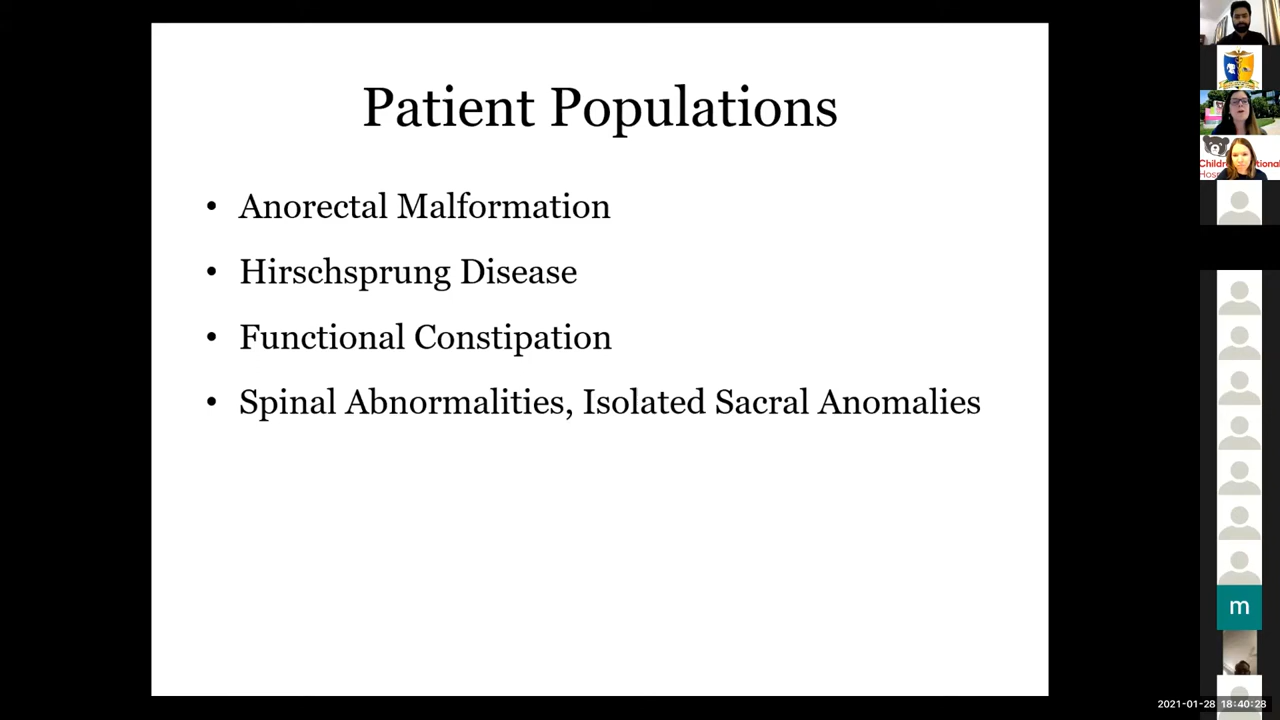 Patient Populations
• Anorectal Malformation
• Hirschsprung Disease
• Functional Constipation
• Spinal Abnormalities, Isolated Sacral Anomalies
m
2021-01-28 18:40:28